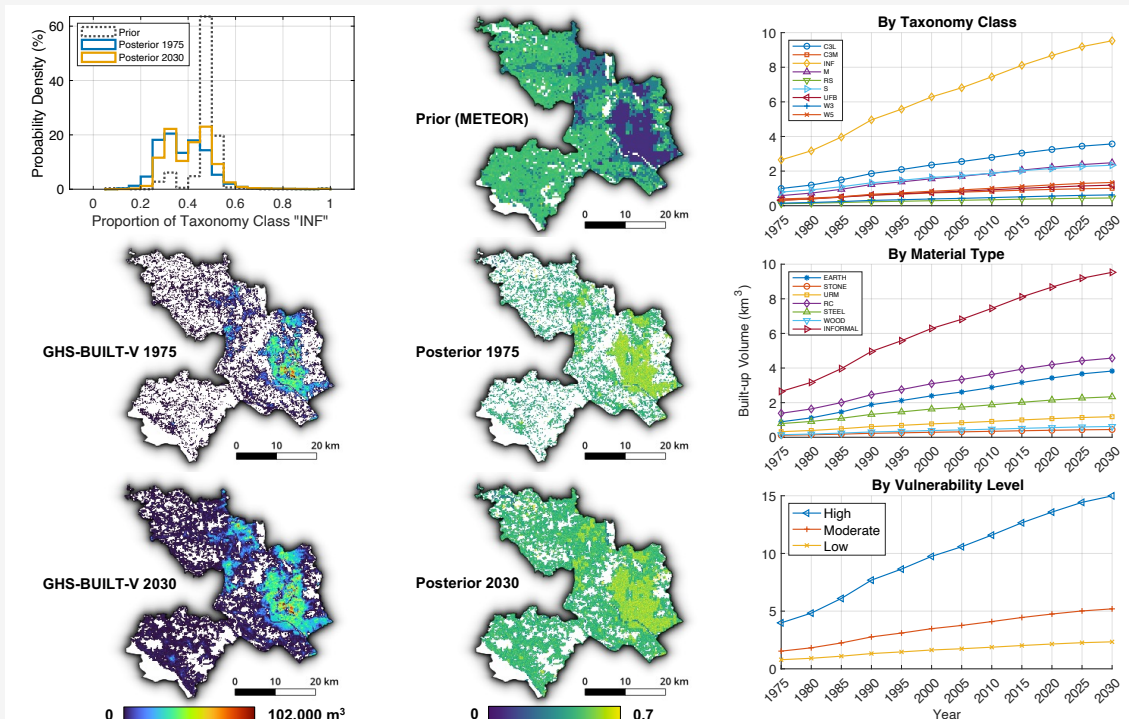 Probability Density (%)
60
40
20
0
Prior
Posterior 1975
Posterior 2030
0 0.2 0.4 0.6 0.8 1
Proportion of Taxonomy Class "INF"
Prior (METEOR)
0 10 20 km
By Taxonomy Class
10
8
6
4
2
0
C3L
C3M
INF
M
RS
S
UFB
W3
W5
1975 1980 1985 1990 1995 2000 2005 2010 2015 2020 2025 2030
GHS-BUILT-V 1975
0 10 20 km
Posterior 1975
0 10 20 km
By Material Type
Built-up Volume (km3)
10
8
6
4
2
0
EARTH
STONE
URM
RC
STEEL
WOOD
INFORMAL
1975 1980 1985 1990 1995 2000 2005 2010 2015 2020 2025 2030
GHS-BUILT-V 2030
0 10 20 km
0 102,000 m3
Posterior 2030
0 10 20 km
0 0.7
By Vulnerability Level
15
10
5
0
High
Moderate
Low
1975 1980 1985 1990 1995 2000 2005 2010 2015 2020 2025 2030
Year